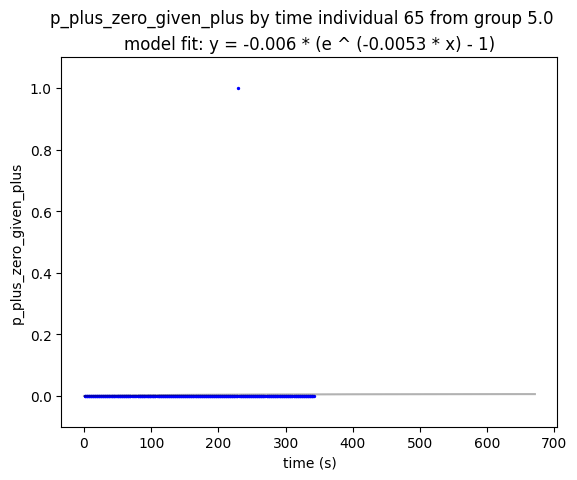 p_plus_zero_given_plus by time individual 65 from group 5.0
model fit: y = -0.006 * (e ^ (-0.0053 * x) - 1)
p_plus_zero_given_plus
1.0
0.8
0.6
0.4
0.2
0.0
0 100 200 300 400 500 600 700
time (s)